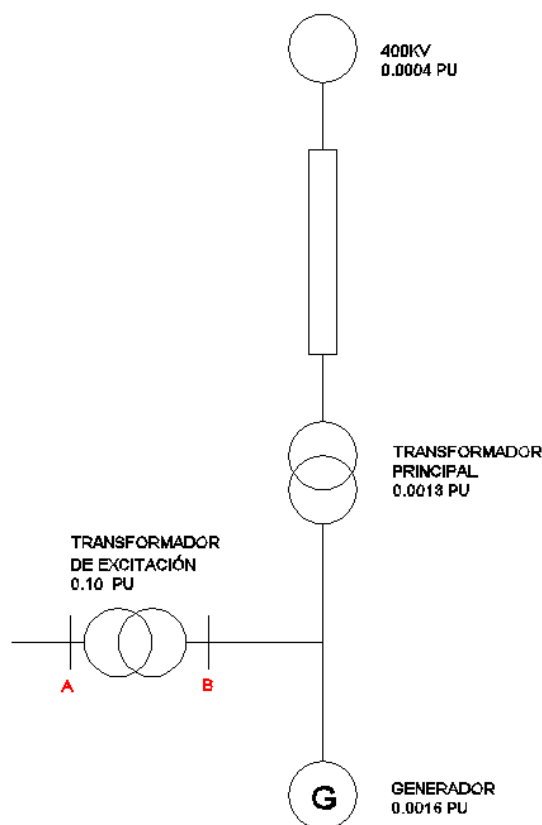 400KV
0.0004 PU
TRANSFORMADOR
PRINCIPAL
0.0013 PU
TRANSFORMADOR
DE EXCITACIÓN
0.10 PU
A
B
G
GENERADOR
0.0016 PU